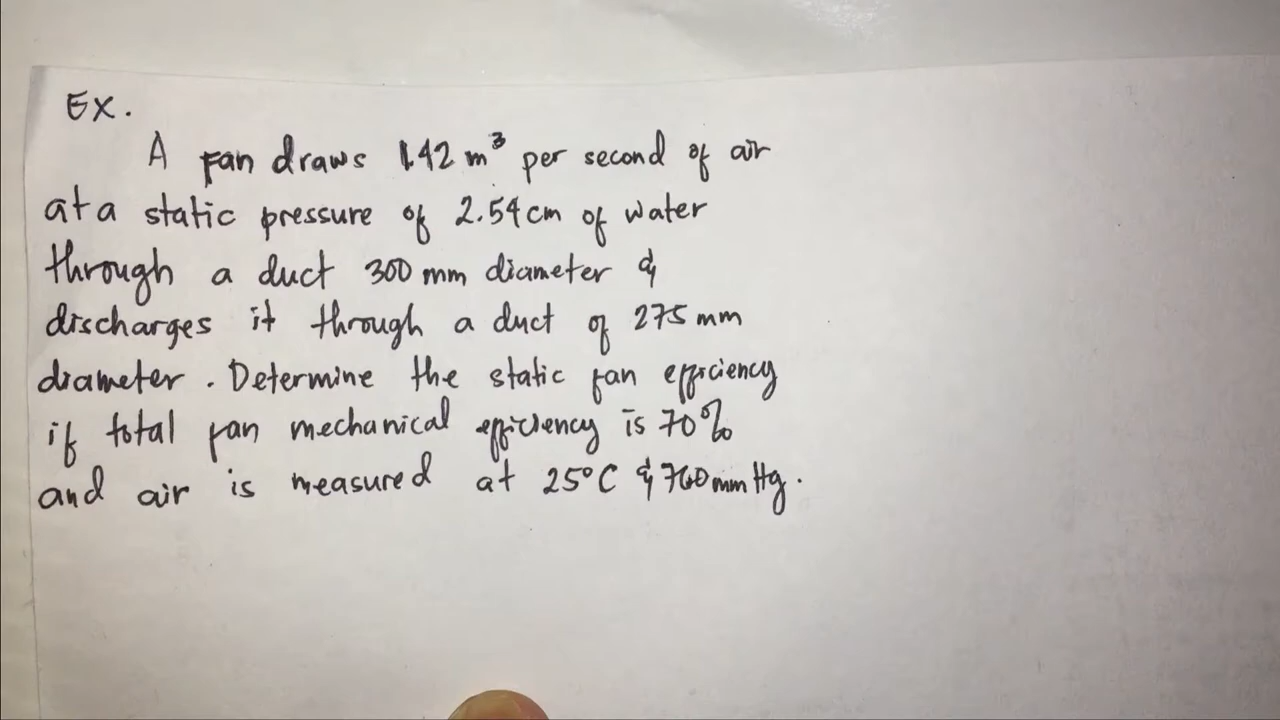 EX.
A fan draws 1.42 m³ per second of air
at a static pressure of 2.54 cm of water
through a duct 300 mm diameter &
discharges it through a duct of 275 mm
diameter. Determine the static fan efficiency
if total fan mechanical efficiency is 70%
and air is measured at 25°C & 760 mm Hg.